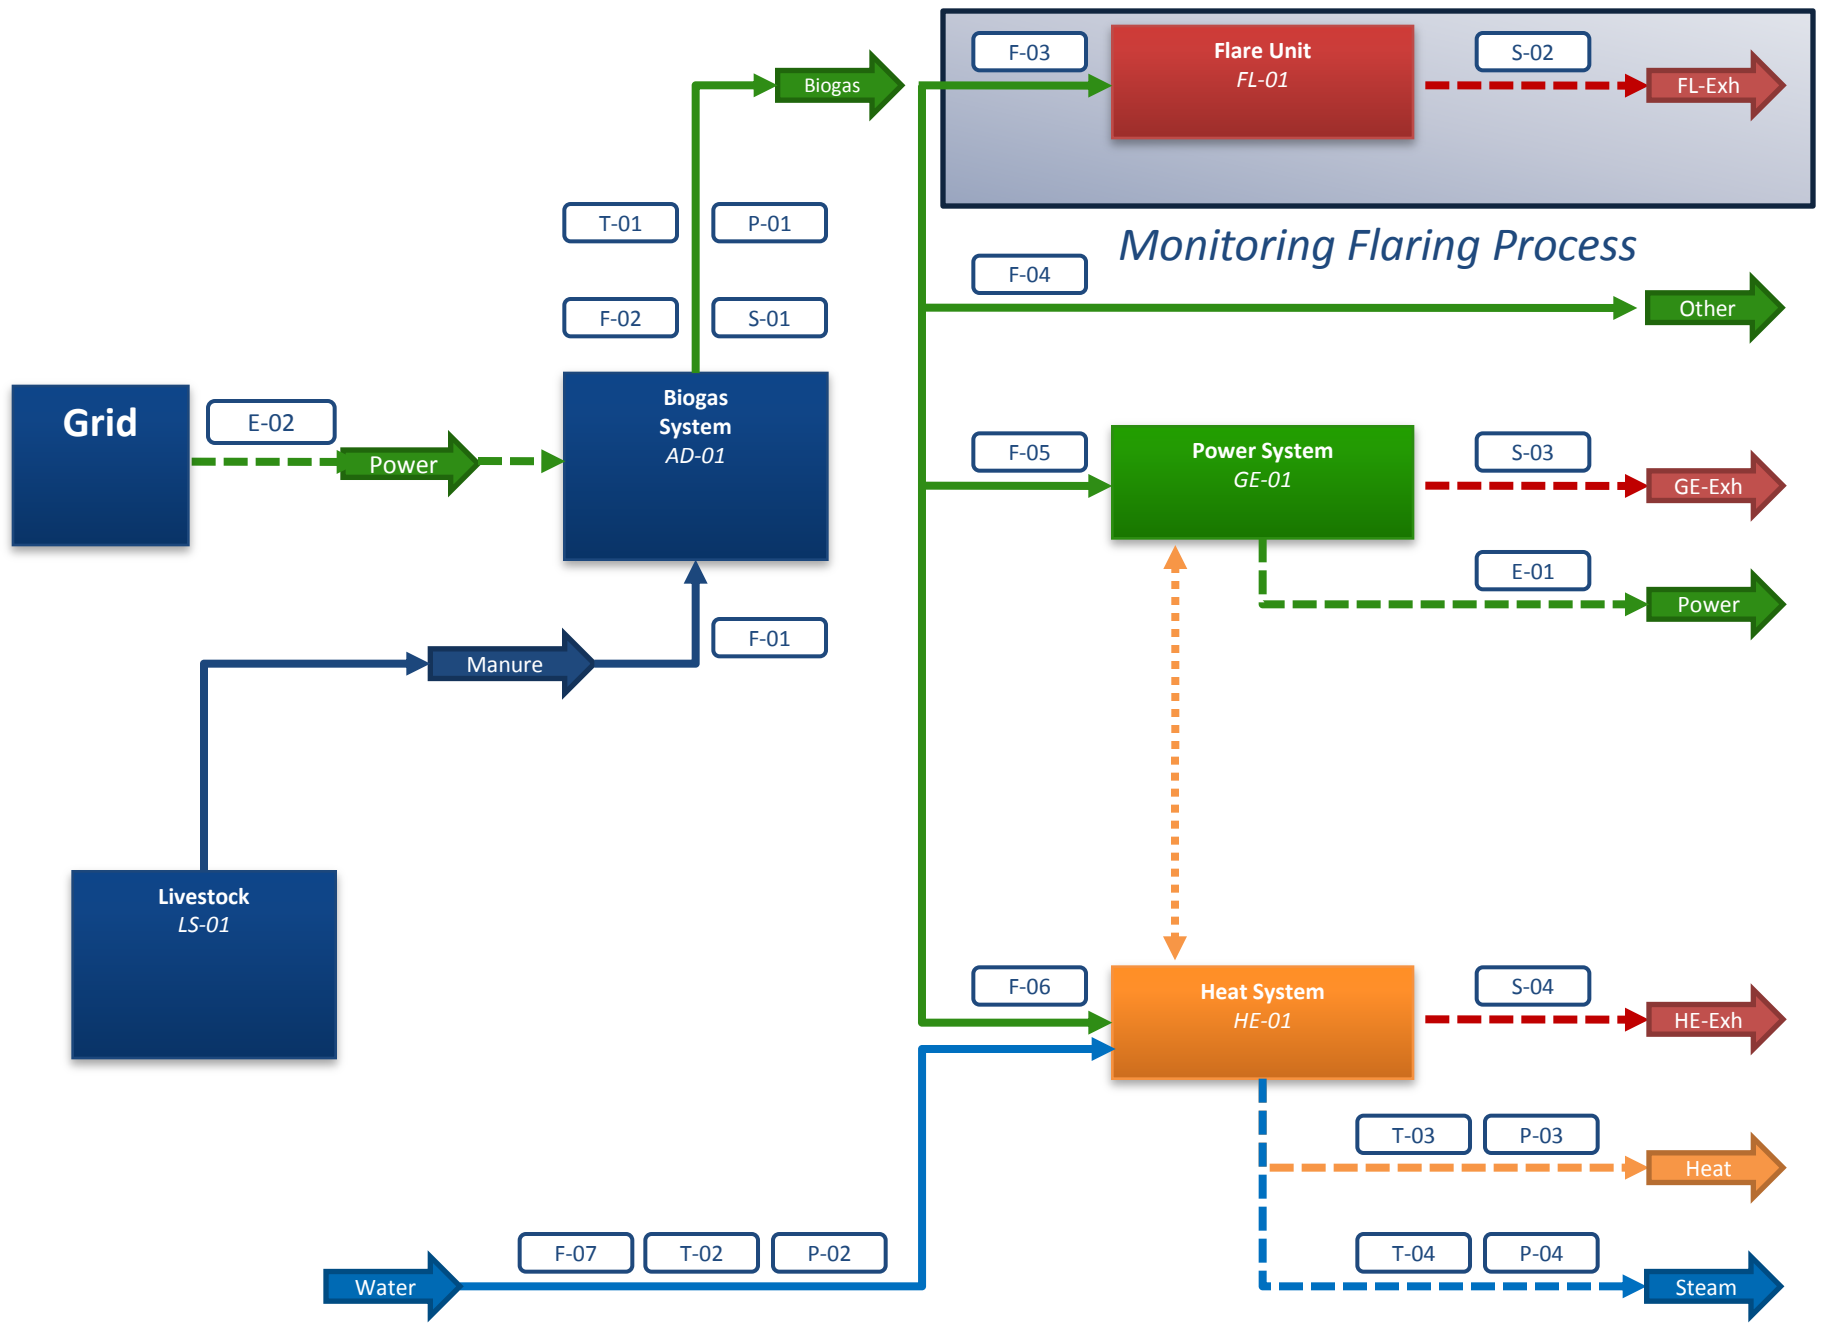 F-03
Flare Unit
FL-01
S-02
FL-Exh
Biogas
T-01
P-01
Monitoring Flaring Process
F-04
Other
F-02
S-01
Grid
E-02
Power
Biogas
System
AD-01
F-05
Power System
GE-01
S-03
GE-Exh
E-01
Power
F-01
Manure
Livestock
LS-01
F-06
Heat System
HE-01
S-04
HE-Exh
T-03
P-03
Heat
F-07
T-02
P-02
Water
T-04
P-04
Steam